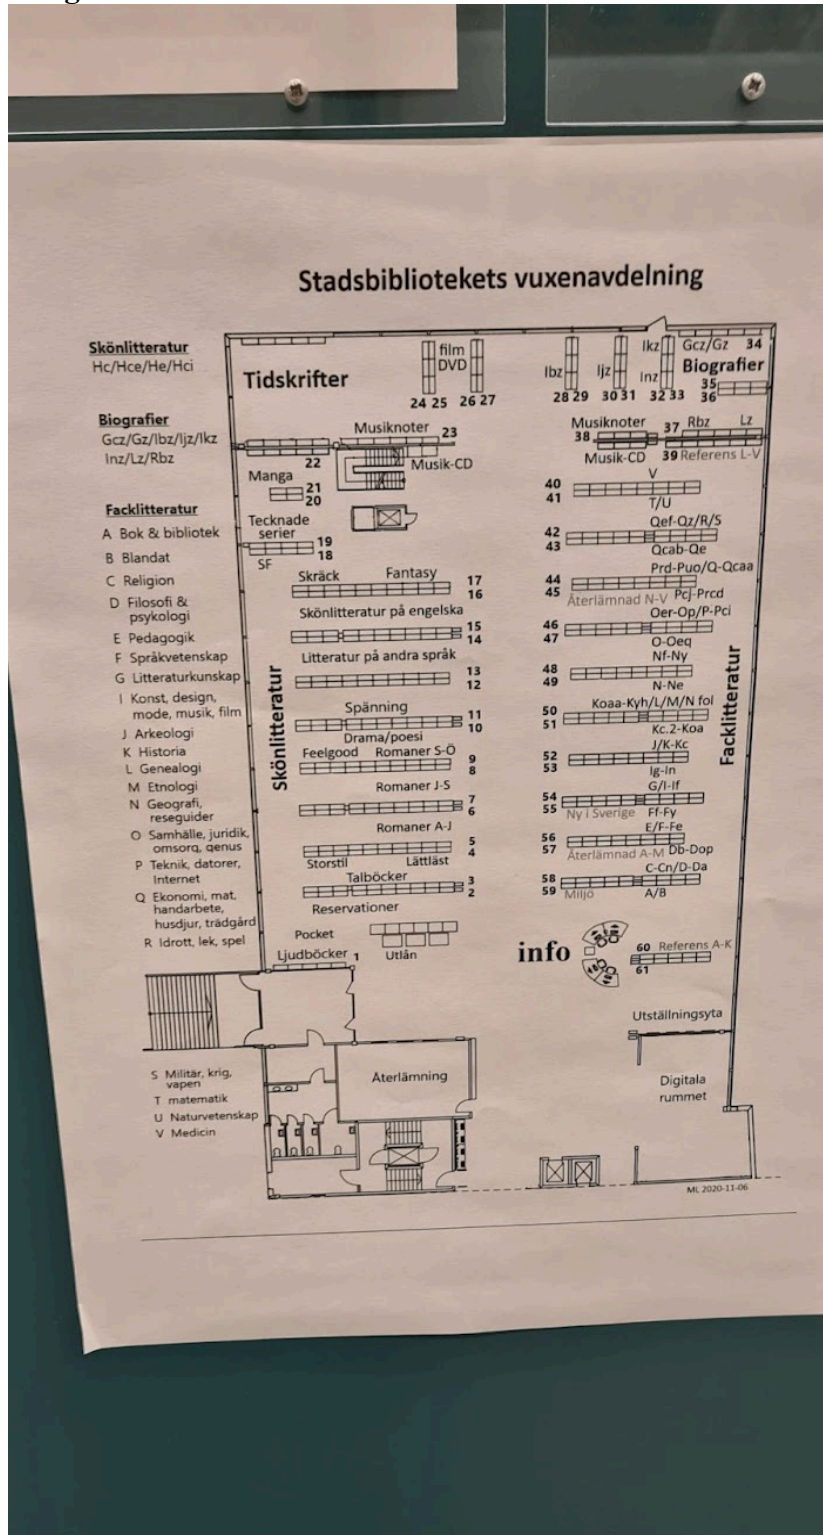 Stadsbibliotekets vuxenavdelning
Skönlitteratur
Hc/Hce/He/Hci
Biografier
Gcz/Gz/Ibz/Ijz/Ikz
Inz/Lz/Rbz
Facklitteratur
A Bok & bibliotek
B Blandat
C Religion
D Filosofi &
psykologi
E Pedagogik
F Språkvetenskap
G Litteraturkunskap
I Konst, design,
mode, musik, film
J Arkeologi
K Historia
L Genealogi
M Etnologi
N Geografi,
reseguider
O Samhälle, juridik,
omsorg, genus
P Teknik, datorer,
Internet
Q Ekonomi, mat,
handarbete,
husdjur, trädgård
R Idrott, lek, spel
S Militär, krig,
vapen
T matematik
U Naturvetenskap
V Medicin
Tidskrifter
film
DVD
24 25 26 27
Musiknoter 23
Musik-CD
22
Manga
21
20
Tecknade
serier
19
18
SF
Skräck Fantasy 17
16
Skönlitteratur på engelska
15
14
Litteratur på andra språk
13
12
Spänning
11
10
Drama/poesi
Feelgood Romaner S-Ö
9
8
Romaner J-S
7
6
Romaner A-J
5
4
Storstil Lättläst
Talböcker
3
2
Reservationer
Pocket
Ljudböcker 1
Utlån
Skönlitteratur
Ibz Ijz Ikz
Inz
28 29 30 31 32 33
Gcz/Gz 34
Biografier
35
36
Musiknoter 37 Rbz Lz
38
Musik-CD 39 Referens L-V
V
40
41
T/U
Qef-Qz/R/S
42
43
Qcab-Qe
Prd-Puo/Q-Qcaa
44
45
Återlämnad N-V Pcj-Prcd
Oer-Op/P-Pci
46
47
O-Oeq
Nf-Ny
48
49
N-Ne
Koaa-Kyh/L/M/N fol
50
51
Kc.2-Koa
J/K-Kc
52
53
Ig-In
G/I-If
54
55
Ny i Sverige Ff-Fy
E/F-Fe
56
57
Återlämnad A-M Db-Dop
C-Cn/D-Da
58
59
Miljö A/B
Facklitteratur
info
60 Referens A-K
61
Utställningsyta
Återlämning
Digitala
rummet
ML 2020-11-06